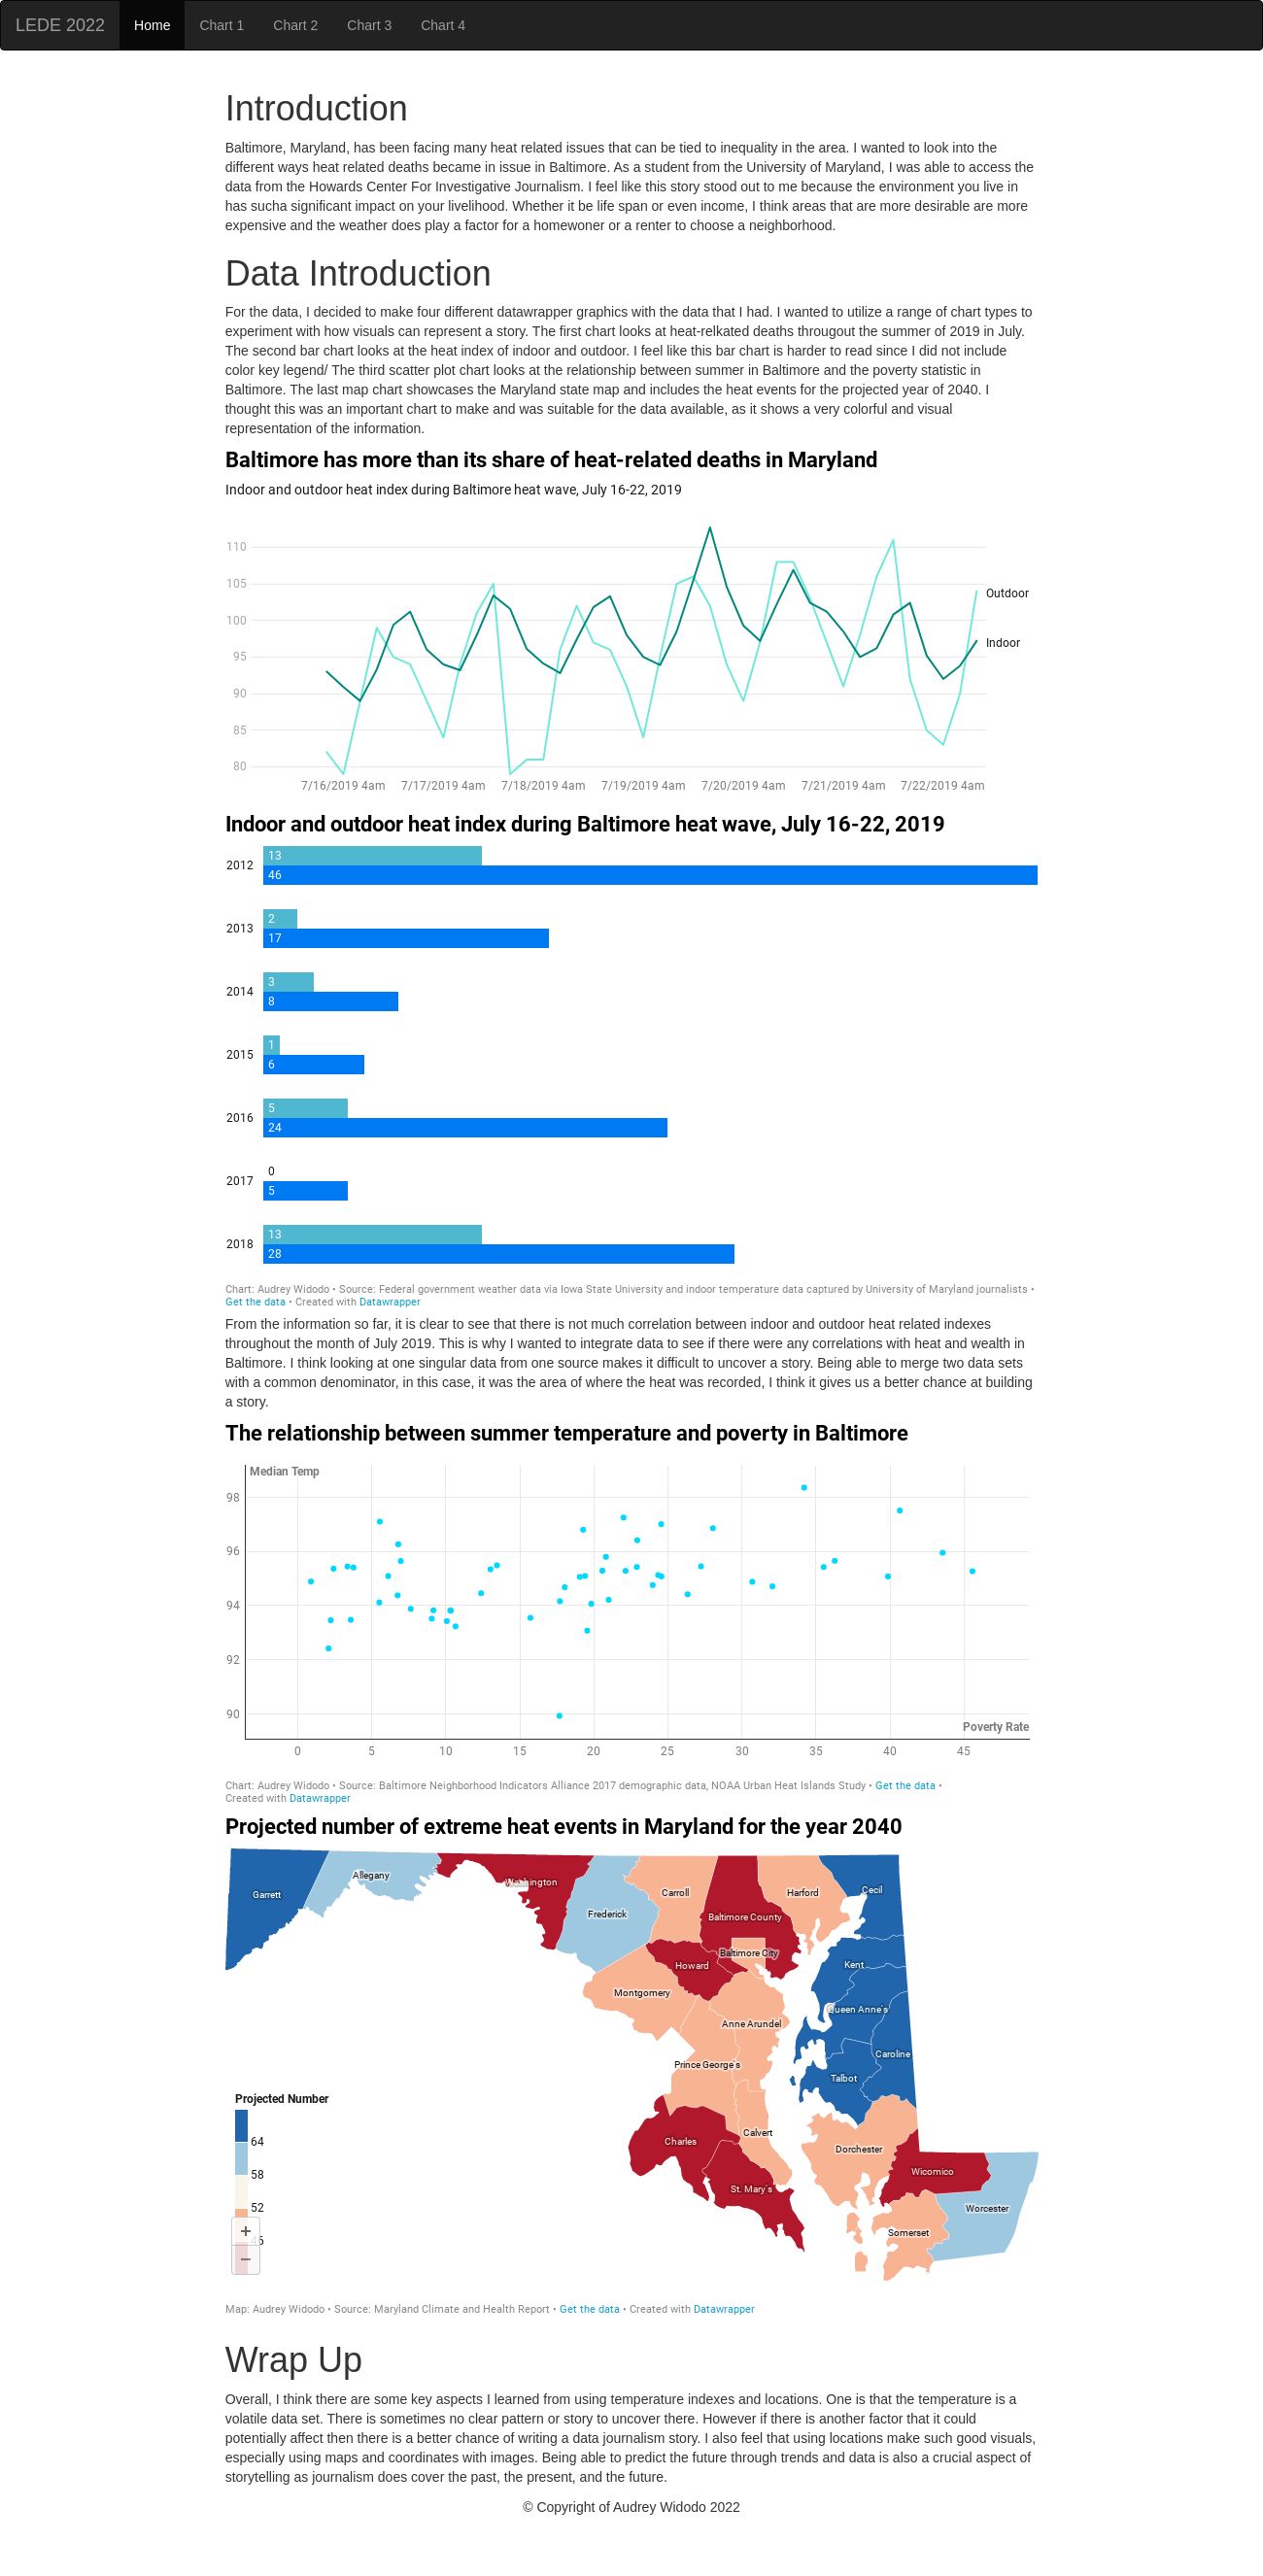 LEDE 2022 Home Chart 1 Chart 2 Chart 3 Chart 4
Introduction
Baltimore, Maryland, has been facing many heat related issues that can be tied to inequality in the area. I wanted to look into the
different ways heat related deaths became in issue in Baltimore. As a student from the University of Maryland, I was able to access the
data from the Howards Center For Investigative Journalism. I feel like this story stood out to me because the environment you live in
has sucha significant impact on your livelihood. Whether it be life span or even income, I think areas that are more desirable are more
expensive and the weather does play a factor for a homewoner or a renter to choose a neighborhood.
Data Introduction
For the data, I decided to make four different datawrapper graphics with the data that I had. I wanted to utilize a range of chart types to
experiment with how visuals can represent a story. The first chart looks at heat-relkated deaths througout the summer of 2019 in July.
The second bar chart looks at the heat index of indoor and outdoor. I feel like this bar chart is harder to read since I did not include
color key legend/ The third scatter plot chart looks at the relationship between summer in Baltimore and the poverty statistic in
Baltimore. The last map chart showcases the Maryland state map and includes the heat events for the projected year of 2040. I
thought this was an important chart to make and was suitable for the data available, as it shows a very colorful and visual
representation of the information.
Baltimore has more than its share of heat-related deaths in Maryland
Indoor and outdoor heat index during Baltimore heat wave, July 16-22, 2019
110
105
Outdoor
100
95
Indoor
90
85
80
7/16/2019 4am 7/17/2019 4am 7/18/2019 4am 7/19/2019 4am 7/20/2019 4am 7/21/2019 4am 7/22/2019 4am
Indoor and outdoor heat index during Baltimore heat wave, July 16-22, 2019
13
2012
46
2
2013
17
3
2014
8
1
2015
6
5
2016
24
0
2017
5
13
2018
28
Chart: Audrey Widodo • Source: Federal government weather data via Iowa State University and indoor temperature data captured by University of Maryland journalists •
Get the data • Created with Datawrapper
From the information so far, it is clear to see that there is not much correlation between indoor and outdoor heat related indexes
throughout the month of July 2019. This is why I wanted to integrate data to see if there were any correlations with heat and wealth in
Baltimore. I think looking at one singular data from one source makes it difficult to uncover a story. Being able to merge two data sets
with a common denominator, in this case, it was the area of where the heat was recorded, I think it gives us a better chance at building
a story.
The relationship between summer temperature and poverty in Baltimore
Median Temp
98
96
94
92
90
Poverty Rate
0 5 10 15 20 25 30 35 40 45
Chart: Audrey Widodo • Source: Baltimore Neighborhood Indicators Alliance 2017 demographic data, NOAA Urban Heat Islands Study • Get the data •
Created with Datawrapper
Projected number of extreme heat events in Maryland for the year 2040
Allegany
Washington
Garrett
Carroll
Harford
Cecil
Frederick
Baltimore County
Baltimore City
Howard
Kent
Montgomery
Queen Anne's
Anne Arundel
Caroline
Prince George's
Talbot
Projected Number
Calvert
64
Charles
Dorchester
58
Wicomico
St. Mary's
52
Worcester
Somerset
+
46
−
Map: Audrey Widodo • Source: Maryland Climate and Health Report • Get the data • Created with Datawrapper
Wrap Up
Overall, I think there are some key aspects I learned from using temperature indexes and locations. One is that the temperature is a
volatile data set. There is sometimes no clear pattern or story to uncover there. However if there is another factor that it could
potentially affect then there is a better chance of writing a data journalism story. I also feel that using locations make such good visuals,
especially using maps and coordinates with images. Being able to predict the future through trends and data is also a crucial aspect of
storytelling as journalism does cover the past, the present, and the future.
© Copyright of Audrey Widodo 2022